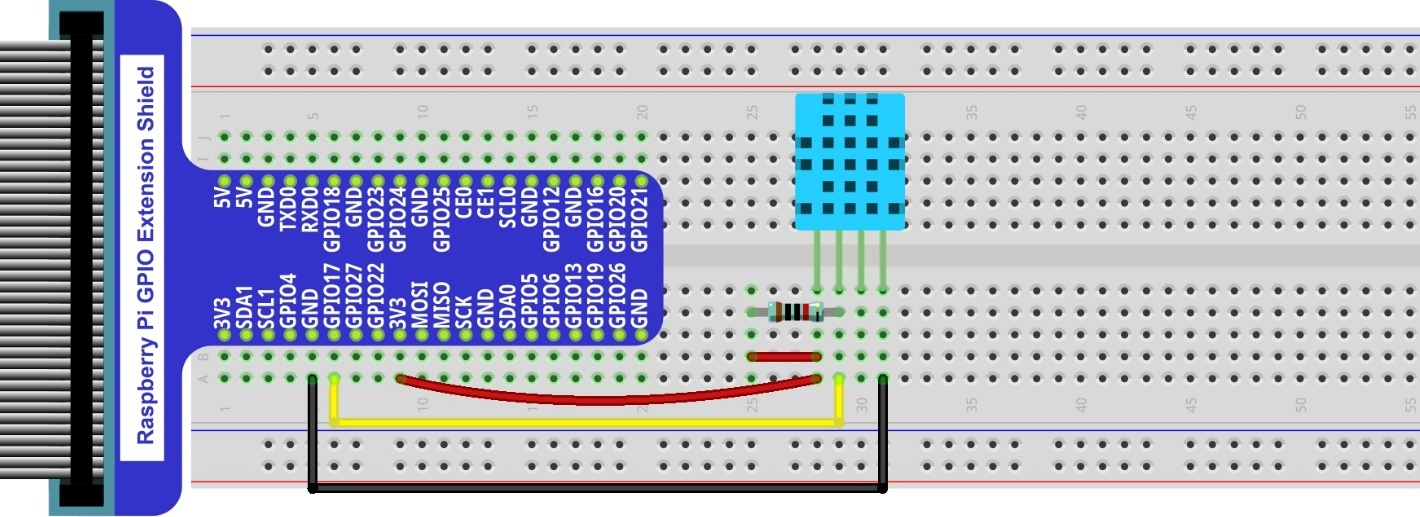 Raspberry Pi GPIO Extension Shield
1 5 10 15 20 25 35 40 45 50 55
J
I
5V 5V GND TXD0 RXD0 GPIO18 GND GPIO23 GPIO24 GND GPIO25 CE0 CE1 SCL0 GND GPIO12 GND GPIO16 GPIO20 GPIO21
3V3 SDA1 SCL1 GPIO4 GND GPIO17 GPIO27 GPIO22 3V3 MOSI MISO SCK GND SDA0 GPIO5 GPIO6 GPIO13 GPIO19 GPIO26 GND
B
A
1 10 15 25 30 35 40 45 50 55